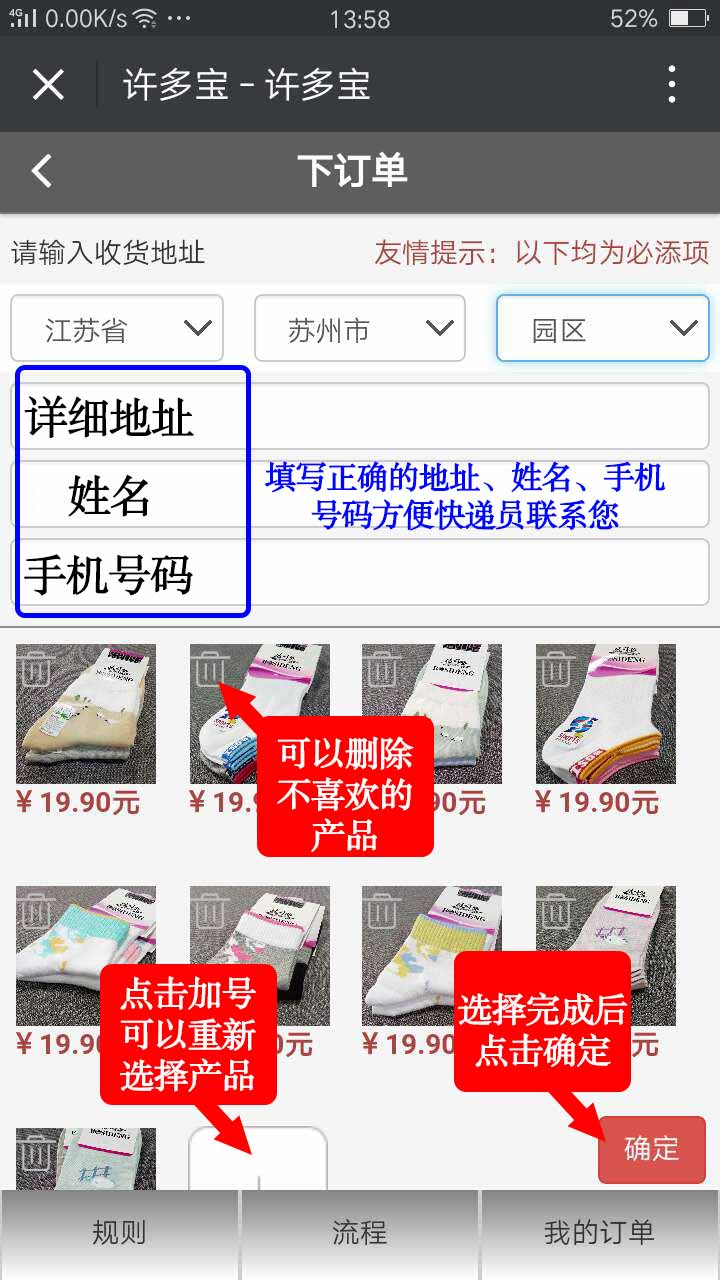 4G 0.00K/s 13:58 52%
许多宝 - 许多宝
下订单
请输入收货地址 友情提示：以下均为必添项
江苏省 苏州市 园区
详细地址
姓名
手机号码
填写正确的地址、姓名、手机
号码方便快递员联系您
BOSIDENG
BOSIDENG
BOSIDENG
¥ 19.90元
¥ 19.
90元
¥ 19.90元
可以删除
不喜欢的
产品
BOSIDENG
BOSIDENG
¥ 19.9
元
¥ 19.90
元
点击加号
可以重新
选择产品
选择完成后
点击确定
BOSIDENG
确定
规则 流程 我的订单